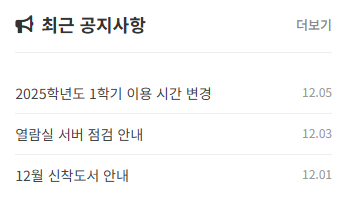 최근 공지사항
더보기
2025학년도 1학기 이용 시간 변경
12.05
열람실 서버 점검 안내
12.03
12월 신착도서 안내
12.01